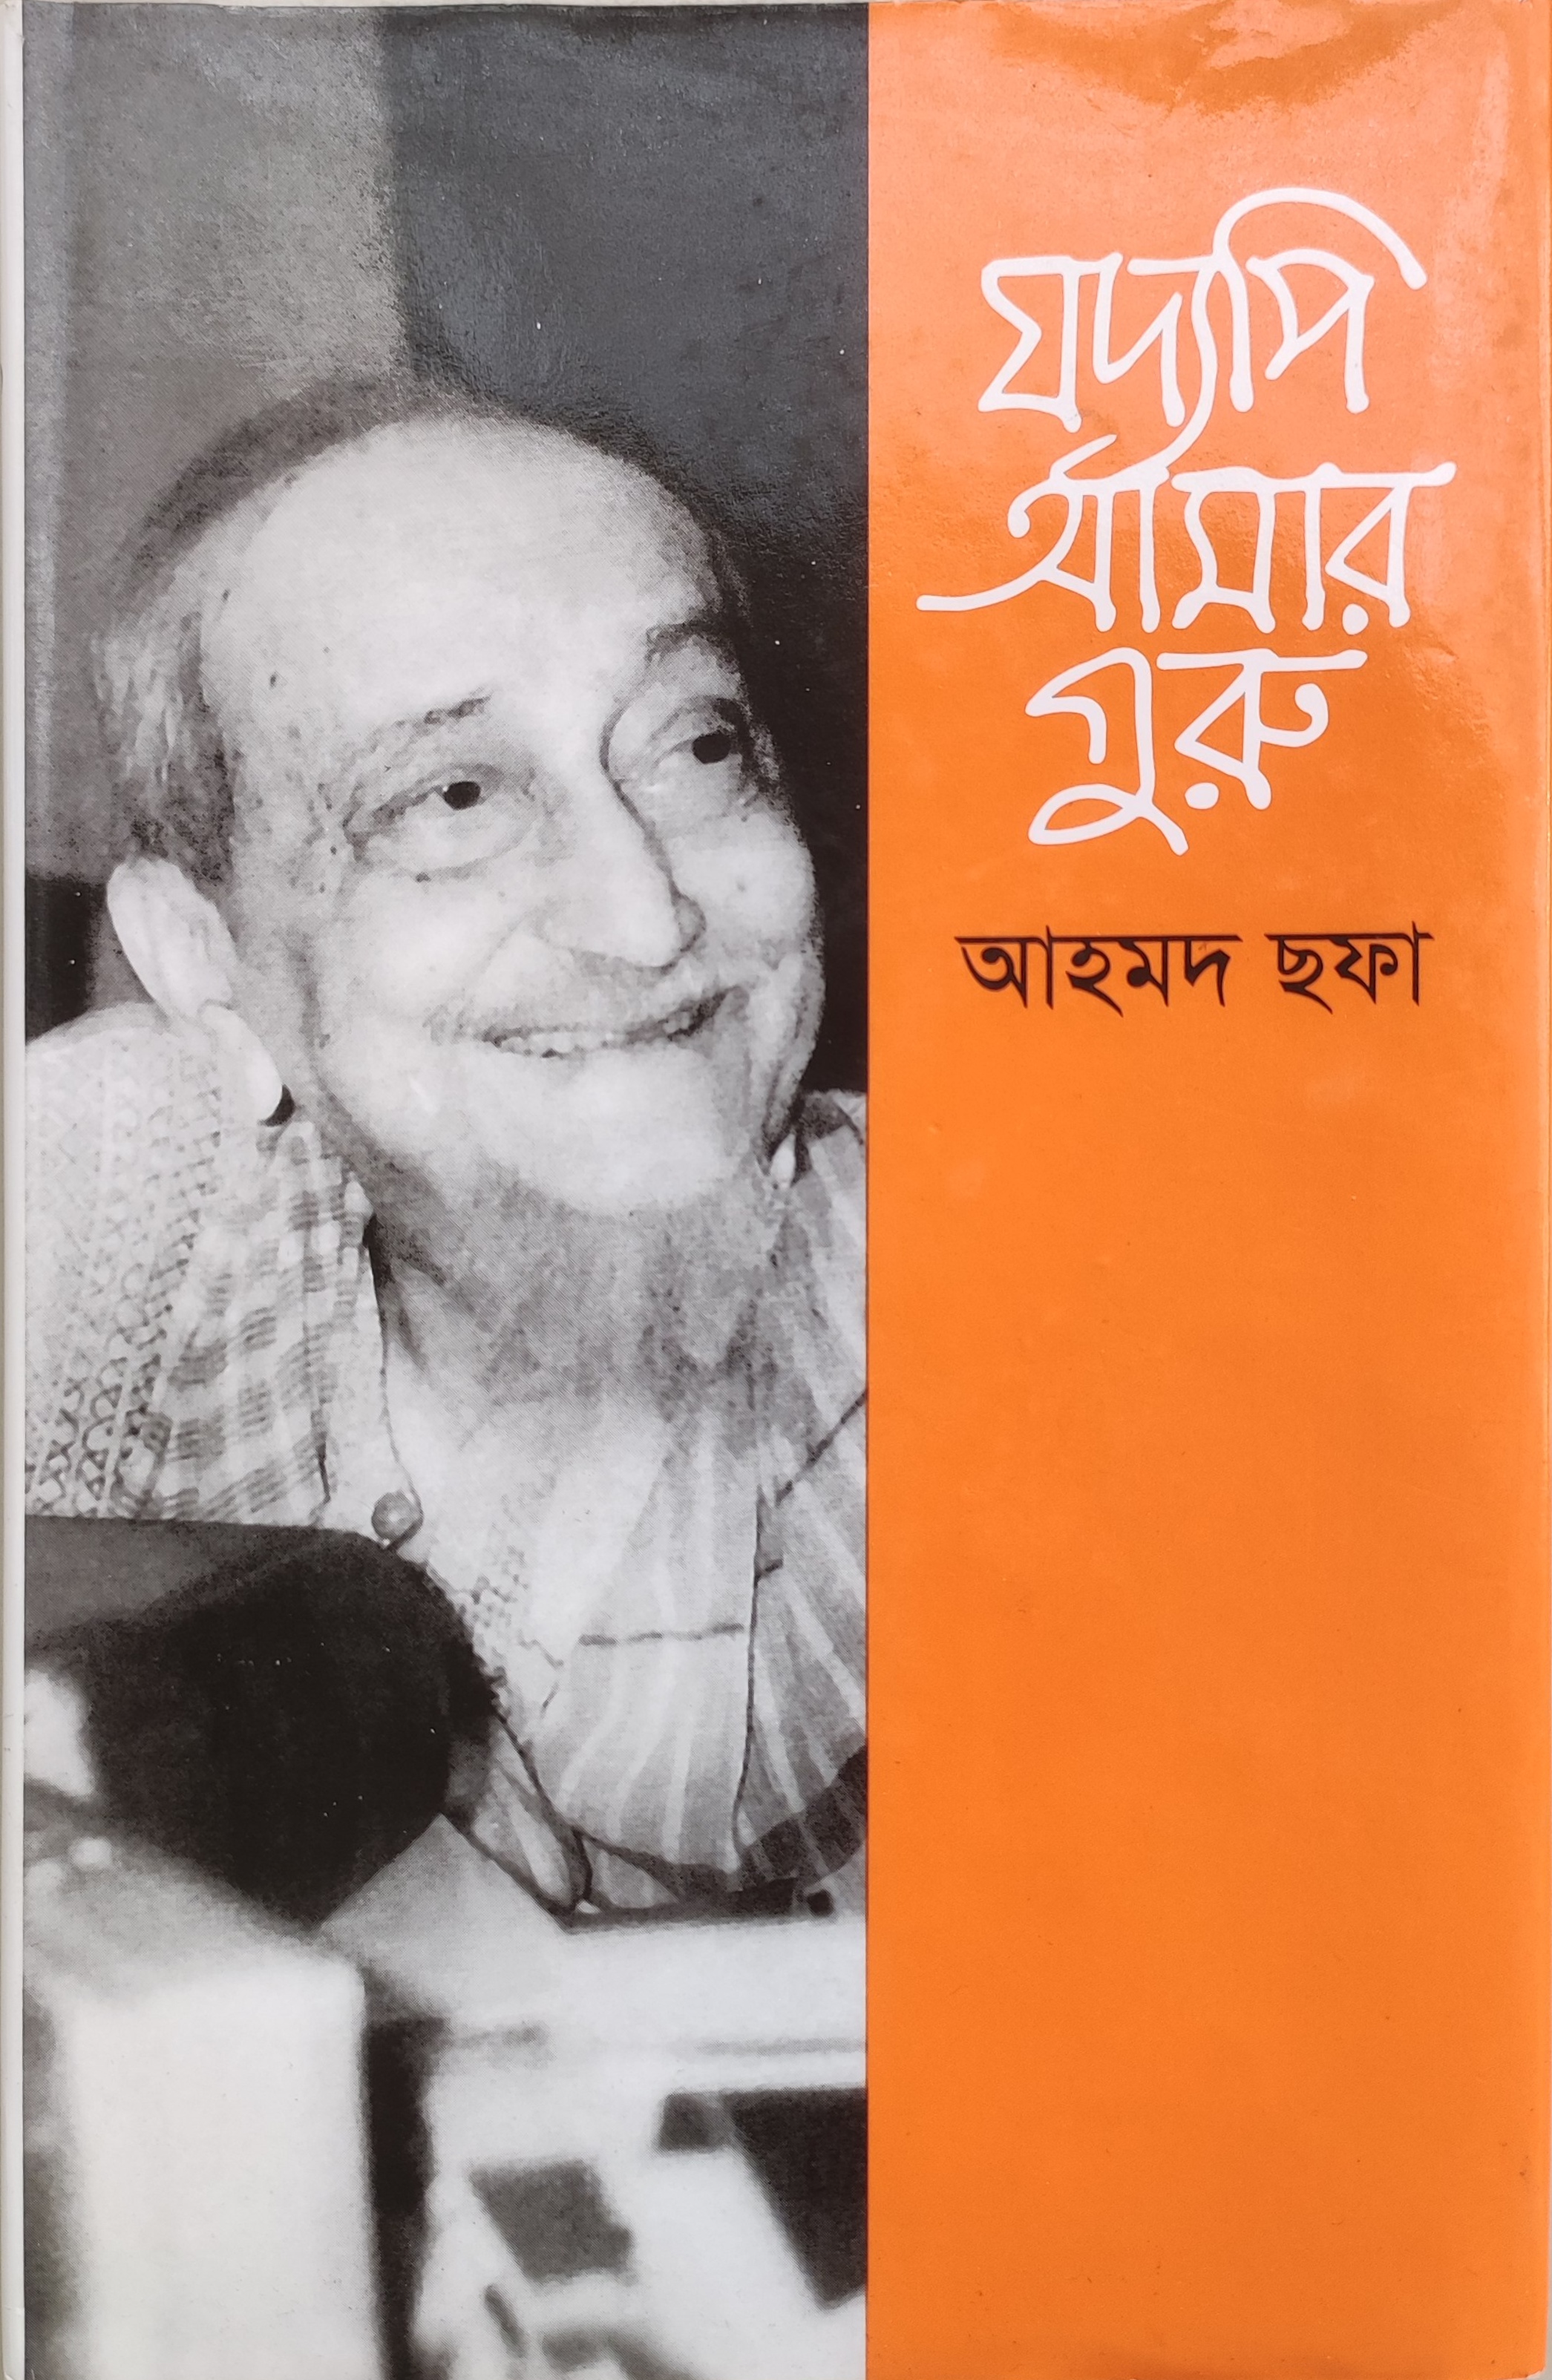 যদ্যপি
আমার
গুরু
আহমদ ছফা